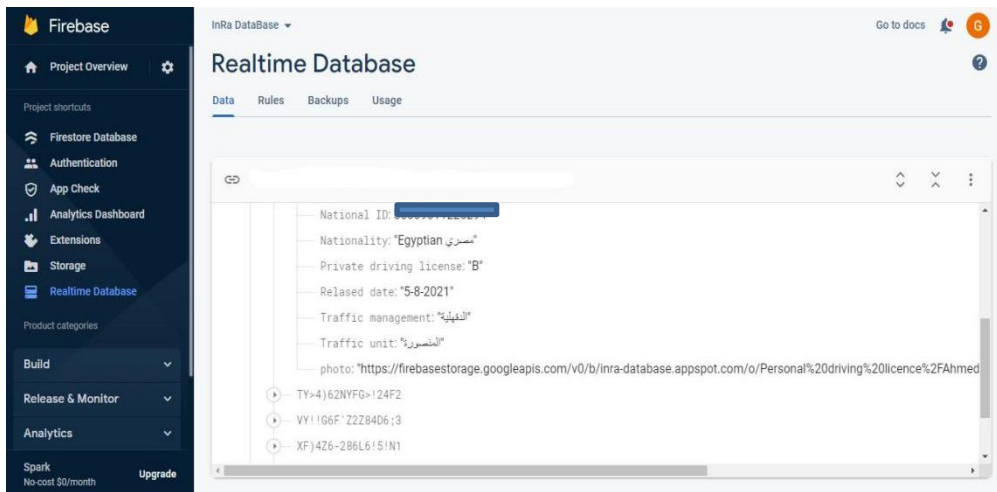 Firebase
Project Overview
Project shortcuts
Firestore Database
Authentication
App Check
Analytics Dashboard
Extensions
Storage
Realtime Database
Product categories
Build
Release & Monitor
Analytics
Spark
No-cost $0/month
Upgrade
InRa DataBase
Go to docs
G
Realtime Database
Data Rules Backups Usage
National ID:
Nationality: "Egyptian مصري"
Private driving license: "B"
Relased date: "5-8-2021"
Traffic management: "الدقهلية"
Traffic unit: "المنصورة"
photo: "https://firebasestorage.googleapis.com/v0/b/inra-database.appspot.com/o/Personal%20driving%20licence%2FAhmed
TY>4)62NYFG>!24F2
VY!!G6F`Z2Z84D6;3
XF)4Z6-286L6!5!N1